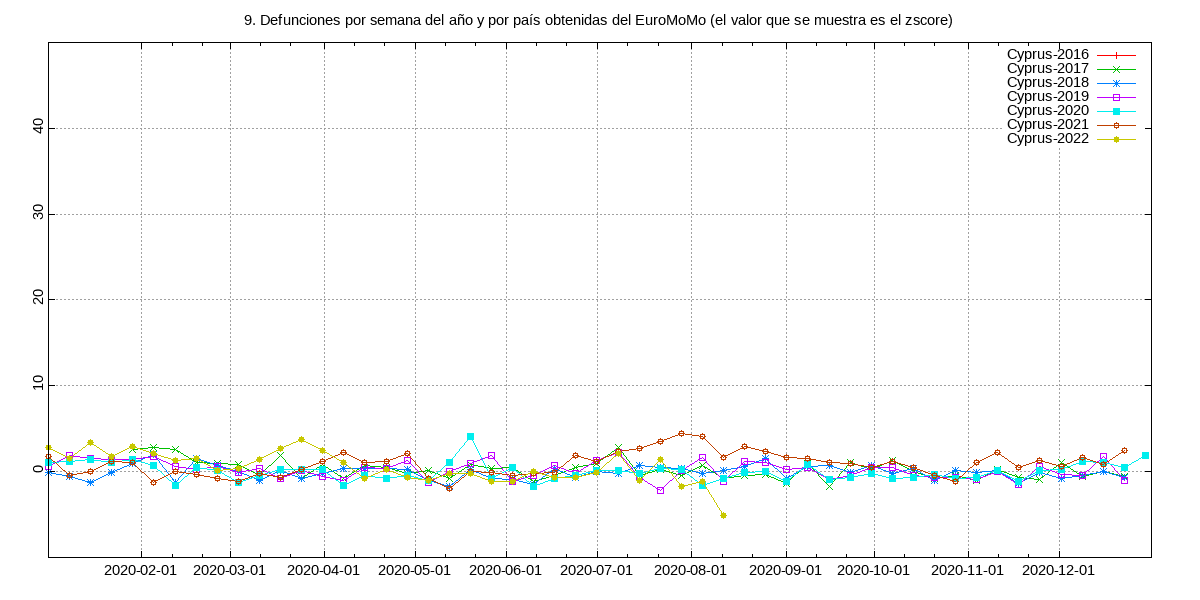 9. Defunciones por semana del año y por país obtenidas del EuroMoMo (el valor que se muestra es el zscore)
Cyprus-2016
Cyprus-2017
Cyprus-2018
Cyprus-2019
Cyprus-2020
Cyprus-2021
Cyprus-2022
40
30
20
10
0
2020-02-01 2020-03-01 2020-04-01 2020-05-01 2020-06-01 2020-07-01 2020-08-01 2020-09-01 2020-10-01 2020-11-01 2020-12-01